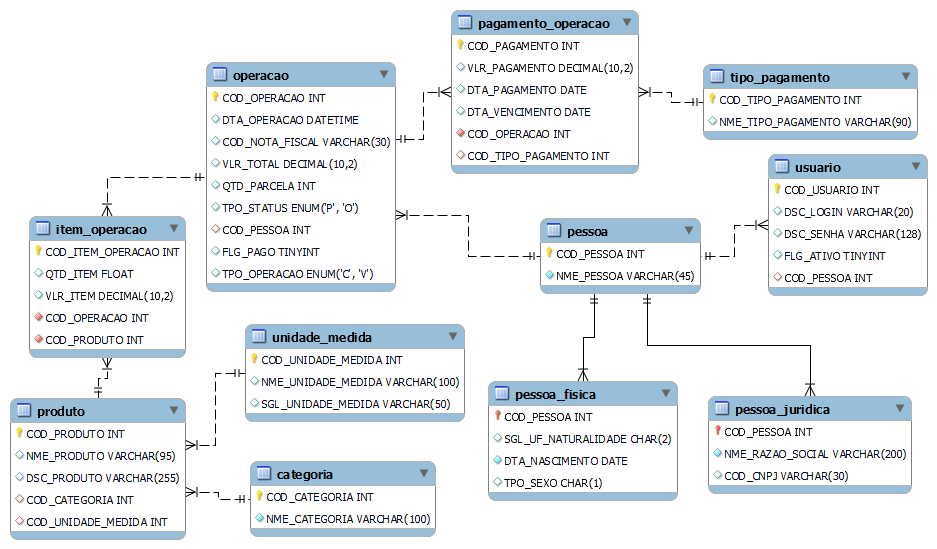 pagamento_operacao
COD_PAGAMENTO INT
VLR_PAGAMENTO DECIMAL(10,2)
DTA_PAGAMENTO DATE
DTA_VENCIMENTO DATE
COD_OPERACAO INT
COD_TIPO_PAGAMENTO INT
operacao
COD_OPERACAO INT
DTA_OPERACAO DATETIME
COD_NOTA_FISCAL VARCHAR(30)
VLR_TOTAL DECIMAL(10,2)
QTD_PARCELA INT
TPO_STATUS ENUM('P', 'O')
COD_PESSOA INT
FLG_PAGO TINYINT
TPO_OPERACAO ENUM('C', 'V')
tipo_pagamento
COD_TIPO_PAGAMENTO INT
NME_TIPO_PAGAMENTO VARCHAR(90)
usuario
COD_USUARIO INT
DSC_LOGIN VARCHAR(20)
DSC_SENHA VARCHAR(128)
FLG_ATIVO TINYINT
COD_PESSOA INT
item_operacao
COD_ITEM_OPERACAO INT
QTD_ITEM FLOAT
VLR_ITEM DECIMAL(10,2)
COD_OPERACAO INT
COD_PRODUTO INT
pessoa
COD_PESSOA INT
NME_PESSOA VARCHAR(45)
unidade_medida
COD_UNIDADE_MEDIDA INT
NME_UNIDADE_MEDIDA VARCHAR(100)
SGL_UNIDADE_MEDIDA VARCHAR(50)
produto
COD_PRODUTO INT
NME_PRODUTO VARCHAR(95)
DSC_PRODUTO VARCHAR(255)
COD_CATEGORIA INT
COD_UNIDADE_MEDIDA INT
categoria
COD_CATEGORIA INT
NME_CATEGORIA VARCHAR(100)
pessoa_fisica
COD_PESSOA INT
SGL_UF_NATURALIDADE CHAR(2)
DTA_NASCIMENTO DATE
TPO_SEXO CHAR(1)
pessoa_juridica
COD_PESSOA INT
NME_RAZAO_SOCIAL VARCHAR(200)
COD_CNPJ VARCHAR(30)